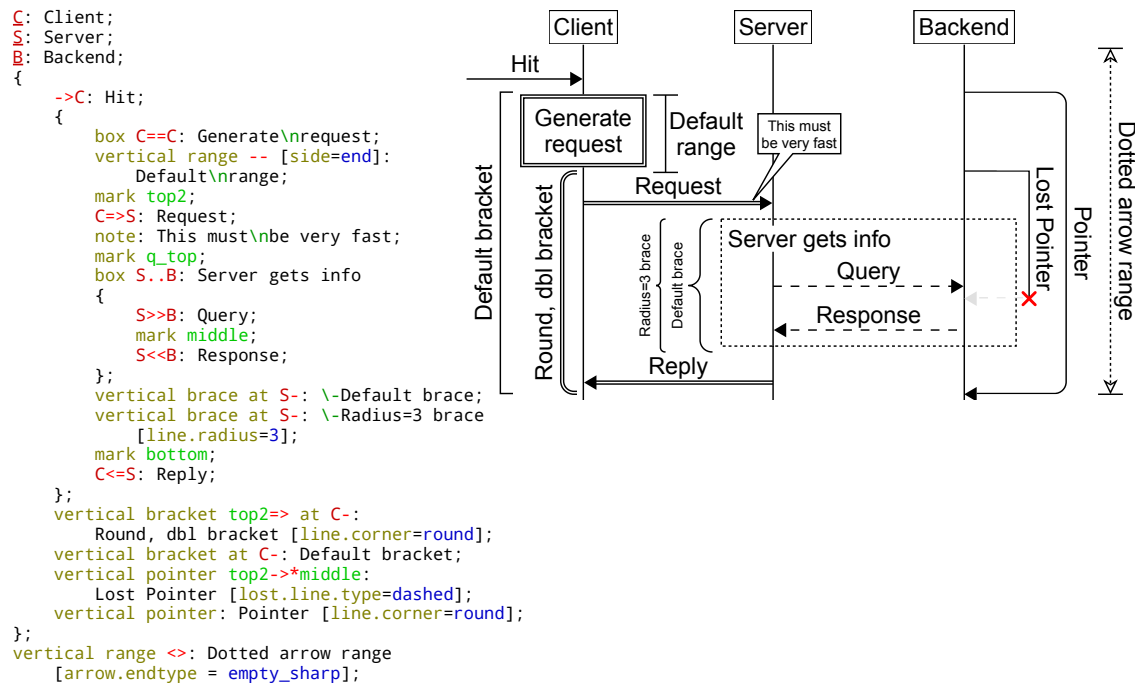 C: Client;
S: Server;
B: Backend;
{
->C: Hit;
{
box C==C: Generate\nrequest;
vertical range -- [side=end]:
Default\nrange;
mark top2;
C=>S: Request;
note: This must\nbe very fast;
mark q_top;
box S..B: Server gets info
{
S>>B: Query;
mark middle;
S<<B: Response;
};
vertical brace at S-: \-Default brace;
vertical brace at S-: \-Radius=3 brace
[line.radius=3];
mark bottom;
C<=S: Reply;
};
vertical bracket top2=> at C-:
Round, dbl bracket [line.corner=round];
vertical bracket at C-: Default bracket;
vertical pointer top2->*middle:
Lost Pointer [lost.line.type=dashed];
vertical pointer: Pointer [line.corner=round];
};
vertical range <>: Dotted arrow range
[arrow.endtype = empty_sharp];
Client
Server
Backend
Hit
Generate
request
Default
range
This must
be very fast
Request
Default bracket
Round, dbl bracket
Radius=3 brace
Default brace
Server gets info
Query
Response
Reply
Lost Pointer
Pointer
Dotted arrow range